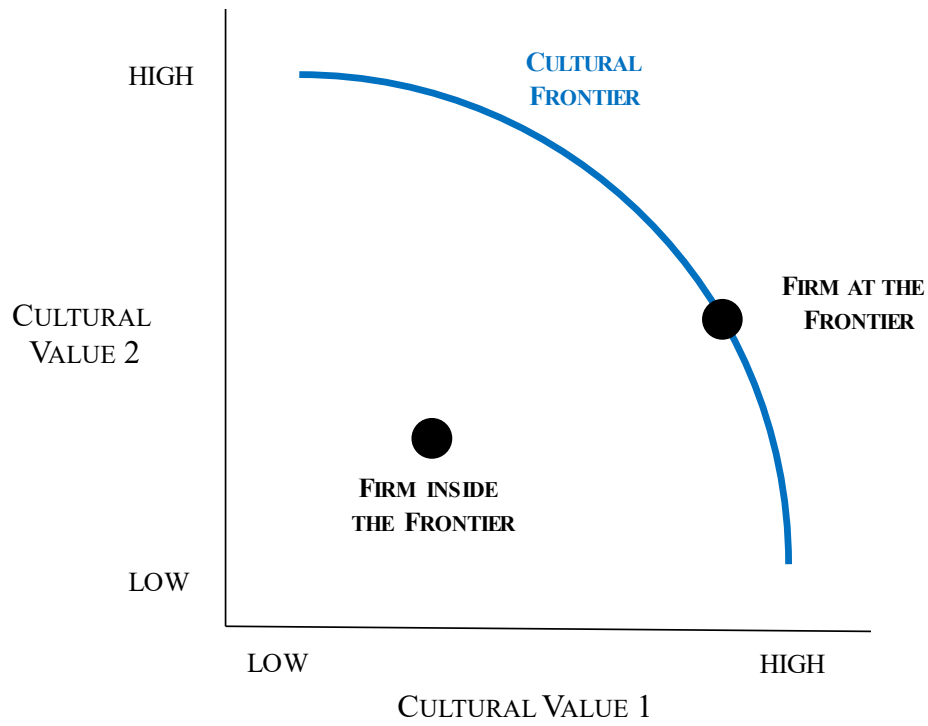 HIGH
CULTURAL
FRONTIER
FIRM AT THE
FRONTIER
CULTURAL
VALUE 2
FIRM INSIDE
THE FRONTIER
LOW
LOW
HIGH
CULTURAL VALUE 1